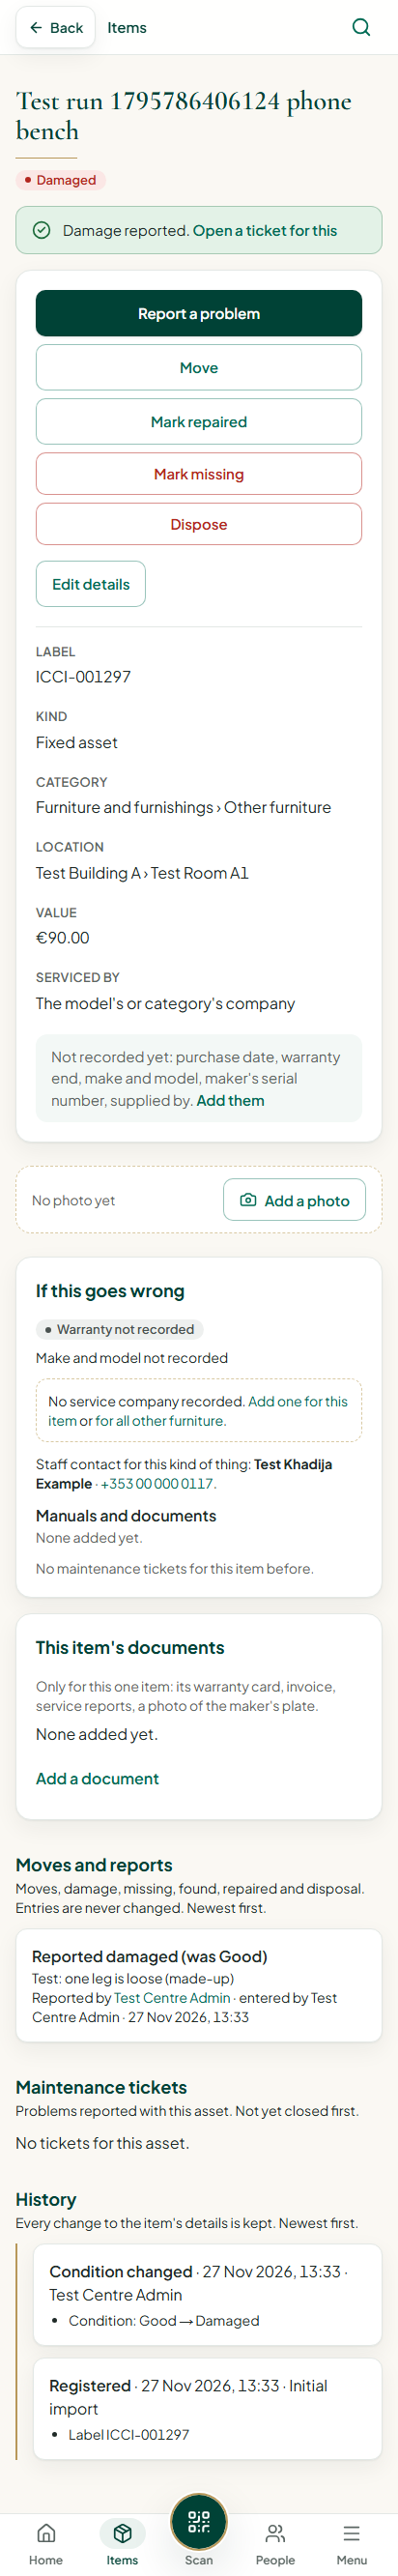 Back
Items
Test run 1795786406124 phone
bench
Damaged
Damage reported. Open a ticket for this
Report a problem
Move
Mark repaired
Mark missing
Dispose
Edit details
LABEL
ICCI-001297
KIND
Fixed asset
CATEGORY
Furniture and furnishings › Other furniture
LOCATION
Test Building A › Test Room A1
VALUE
€90.00
SERVICED BY
The model's or category's company
Not recorded yet: purchase date, warranty
end, make and model, maker's serial
number, supplied by. Add them
No photo yet
Add a photo
If this goes wrong
Warranty not recorded
Make and model not recorded
No service company recorded. Add one for this
item or for all other furniture.
Staff contact for this kind of thing: Test Khadija
Example · +353 00 000 0117.
Manuals and documents
None added yet.
No maintenance tickets for this item before.
This item's documents
Only for this one item: its warranty card, invoice,
service reports, a photo of the maker's plate.
None added yet.
Add a document
Moves and reports
Moves, damage, missing, found, repaired and disposal.
Entries are never changed. Newest first.
Reported damaged (was Good)
Test: one leg is loose (made-up)
Reported by Test Centre Admin · entered by Test
Centre Admin · 27 Nov 2026, 13:33
Maintenance tickets
Problems reported with this asset. Not yet closed first.
No tickets for this asset.
History
Every change to the item's details is kept. Newest first.
Condition changed · 27 Nov 2026, 13:33 ·
Test Centre Admin
• Condition: Good → Damaged
Registered · 27 Nov 2026, 13:33 · Initial
import
• Label ICCI-001297
Home
Items
Scan
People
Menu